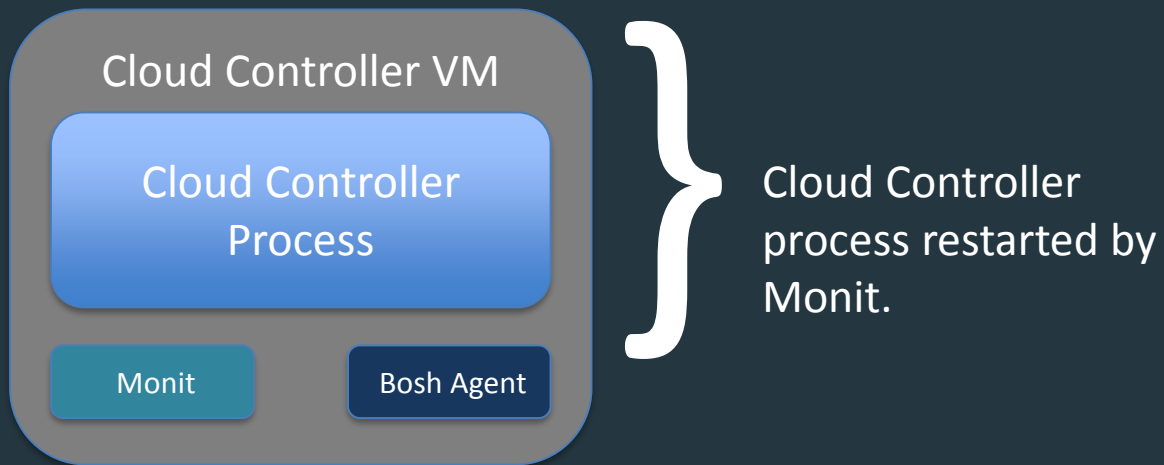 Cloud Controller VM
Cloud Controller
Process
Monit
Bosh Agent
Cloud Controller
process restarted by
Monit.